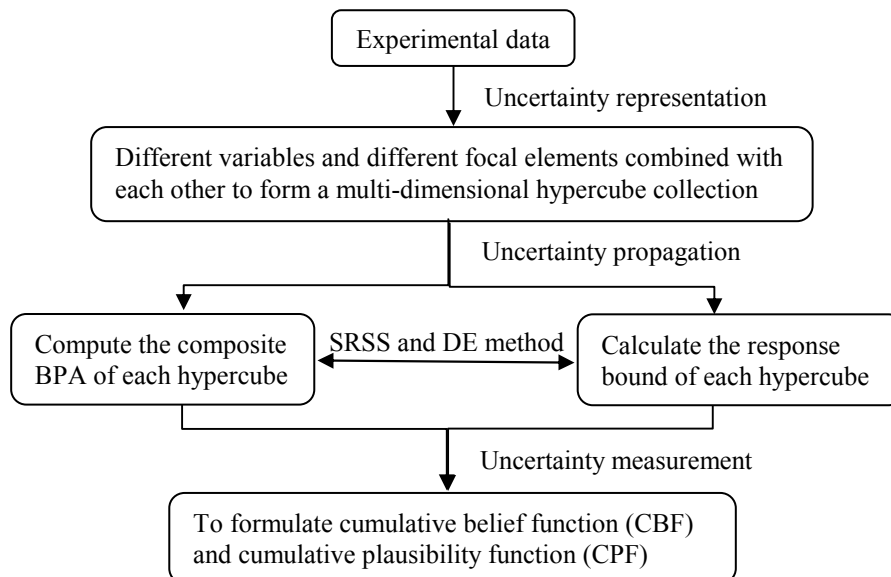 Experimental data
Uncertainty representation
Different variables and different focal elements combined with
each other to form a multi-dimensional hypercube collection
Uncertainty propagation
Compute the composite
BPA of each hypercube
SRSS and DE method
Calculate the response
bound of each hypercube
Uncertainty measurement
To formulate cumulative belief function (CBF)
and cumulative plausibility function (CPF)